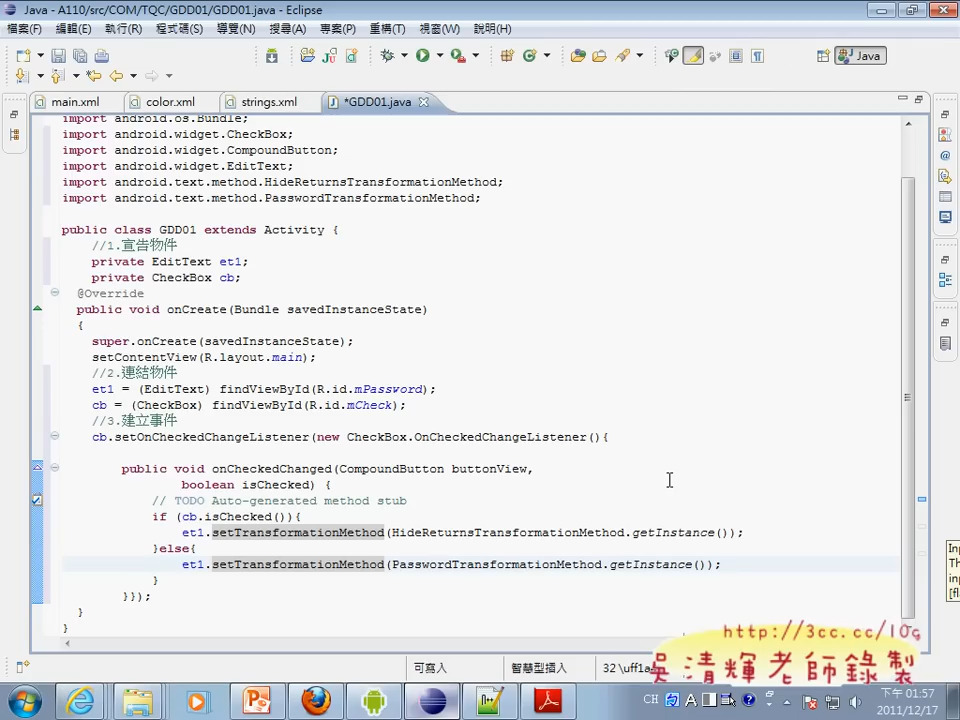 Java - A110/src/COM/TQC/GDD01/GDD01.java - Eclipse
檔案(F) 編輯(E) 執行(R) 程式碼(S) 導覽(N) 搜尋(A) 專案(P) 重構(T) 視窗(W) 說明(H)
Java
main.xml color.xml strings.xml *GDD01.java
import android.os.Bundle;
import android.widget.CheckBox;
import android.widget.CompoundButton;
import android.widget.EditText;
import android.text.method.HideReturnsTransformationMethod;
import android.text.method.PasswordTransformationMethod;
public class GDD01 extends Activity {
//1.宣告物件
private EditText et1;
private CheckBox cb;
@Override
public void onCreate(Bundle savedInstanceState)
{
super.onCreate(savedInstanceState);
setContentView(R.layout.main);
//2.連結物件
et1 = (EditText) findViewById(R.id.mPassword);
cb = (CheckBox) findViewById(R.id.mCheck);
//3.建立事件
cb.setOnCheckedChangeListener(new CheckBox.OnCheckedChangeListener(){
public void onCheckedChanged(CompoundButton buttonView,
boolean isChecked) {
// TODO Auto-generated method stub
if (cb.isChecked()){
et1.setTransformationMethod(HideReturnsTransformationMethod.getInstance());
}else{
et1.setTransformationMethod(PasswordTransformationMethod.getInstance());
}
}});
}
}
http://3cc.cc/10g
吳清輝老師錄製
可寫入 智慧型插入
CH
下午 01:57
2011/12/17